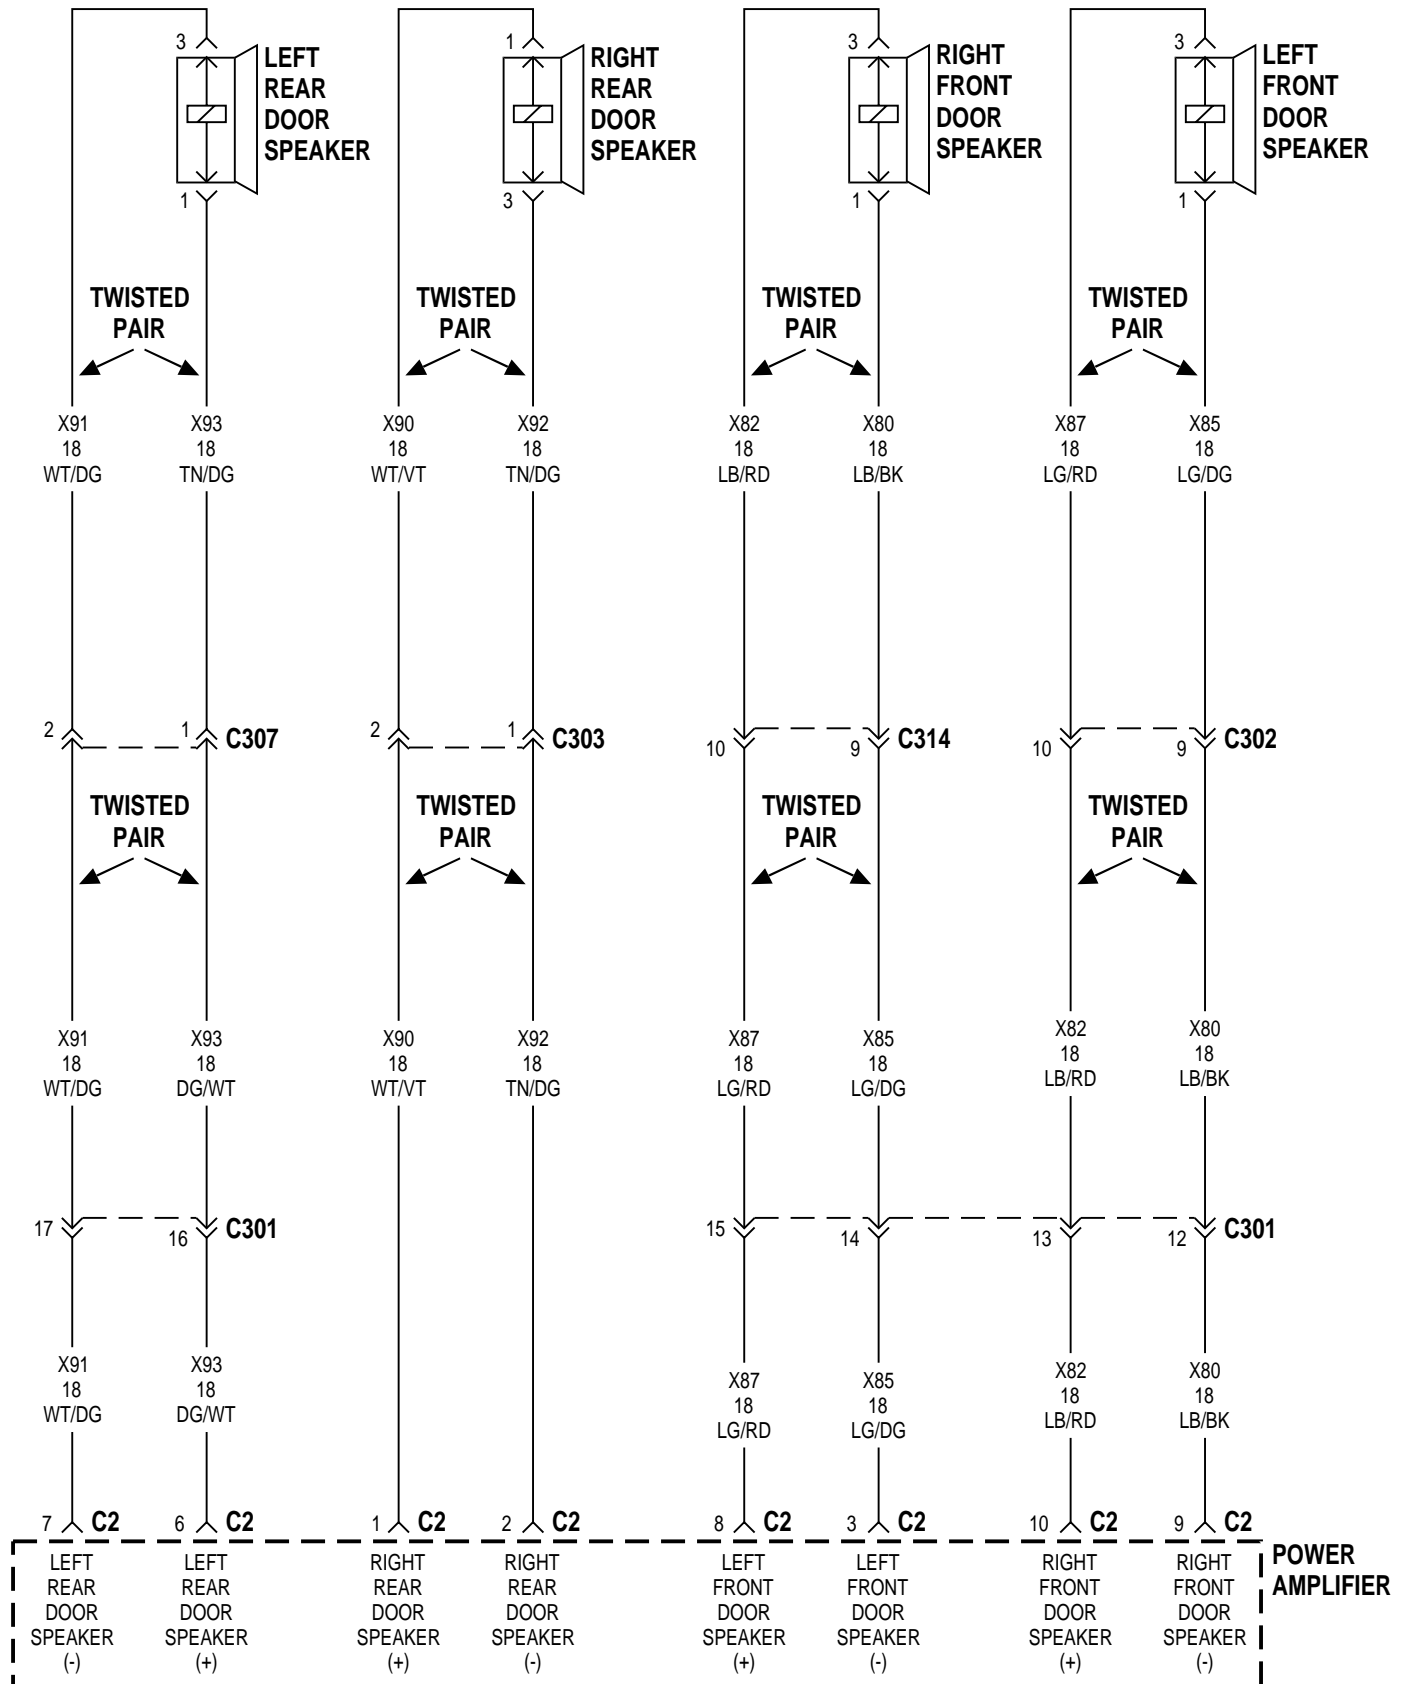 3
LEFT
REAR
DOOR
SPEAKER
1
1
RIGHT
REAR
DOOR
SPEAKER
3
3
RIGHT
FRONT
DOOR
SPEAKER
1
3
LEFT
FRONT
DOOR
SPEAKER
1
TWISTED
PAIR
TWISTED
PAIR
TWISTED
PAIR
TWISTED
PAIR
X91
18
WT/DG
X93
18
TN/DG
X90
18
WT/VT
X92
18
TN/DG
X82
18
LB/RD
X80
18
LB/BK
X87
18
LG/RD
X85
18
LG/DG
2
1
C307
2
1
C303
10
9
C314
10
9
C302
TWISTED
PAIR
TWISTED
PAIR
TWISTED
PAIR
TWISTED
PAIR
X91
18
WT/DG
X93
18
DG/WT
X90
18
WT/VT
X92
18
TN/DG
X87
18
LG/RD
X85
18
LG/DG
X82
18
LB/RD
X80
18
LB/BK
17
16
C301
15
14
13
12
C301
X91
18
WT/DG
X93
18
DG/WT
X87
18
LG/RD
X85
18
LG/DG
X82
18
LB/RD
X80
18
LB/BK
7 C2
6 C2
1 C2
2 C2
8 C2
3 C2
10 C2
9 C2
LEFT
REAR
DOOR
SPEAKER
(-)
LEFT
REAR
DOOR
SPEAKER
(+)
RIGHT
REAR
DOOR
SPEAKER
(+)
RIGHT
REAR
DOOR
SPEAKER
(-)
LEFT
FRONT
DOOR
SPEAKER
(+)
LEFT
FRONT
DOOR
SPEAKER
(-)
RIGHT
FRONT
DOOR
SPEAKER
(+)
RIGHT
FRONT
DOOR
SPEAKER
(-)
POWER
AMPLIFIER